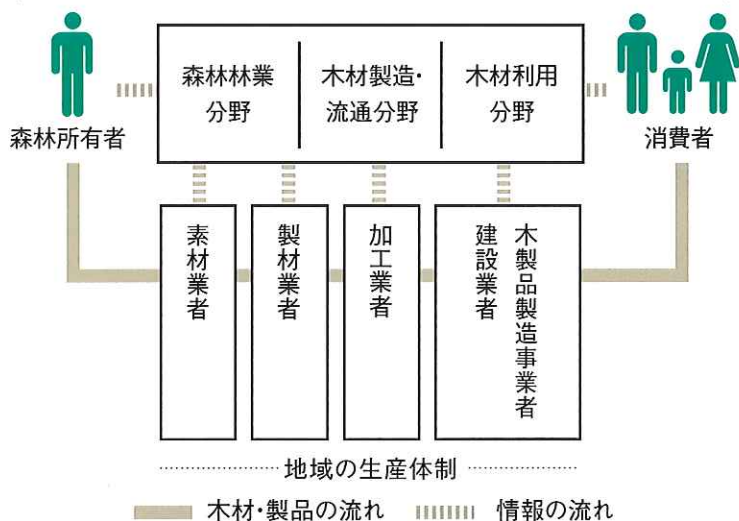 森林所有者
森林林業
分野
木材製造・
流通分野
木材利用
分野
消費者
素材業者
製材業者
加工業者
木製品製造事業者
建設業者
地域の生産体制
木材・製品の流れ
情報の流れ